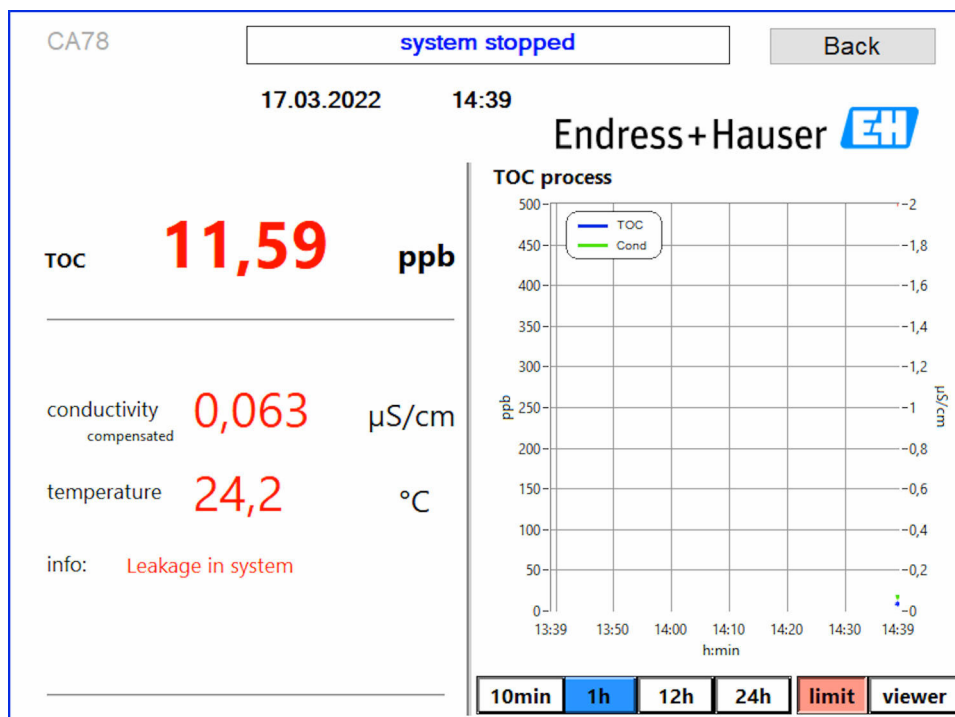 CA78
system stopped
Back
17.03.2022 14:39
Endress+Hauser EH
TOC 11,59 ppb
conductivity compensated 0,063 µS/cm
temperature 24,2 °C
info: Leakage in system
TOC process
TOC
Cond
500
450
400
350
300
250
200
150
100
50
0
ppb
2
1,8
1,6
1,4
1,2
1
0,8
0,6
0,4
0,2
0
µS/cm
13:39 13:50 14:00 14:10 14:20 14:30 14:39
h:min
10min 1h 12h 24h limit viewer